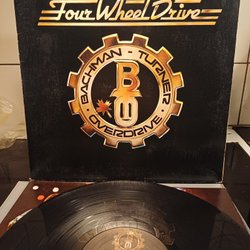 Four Wheel Drive
BACHMAN - TURNER
B
OVERDRIVE